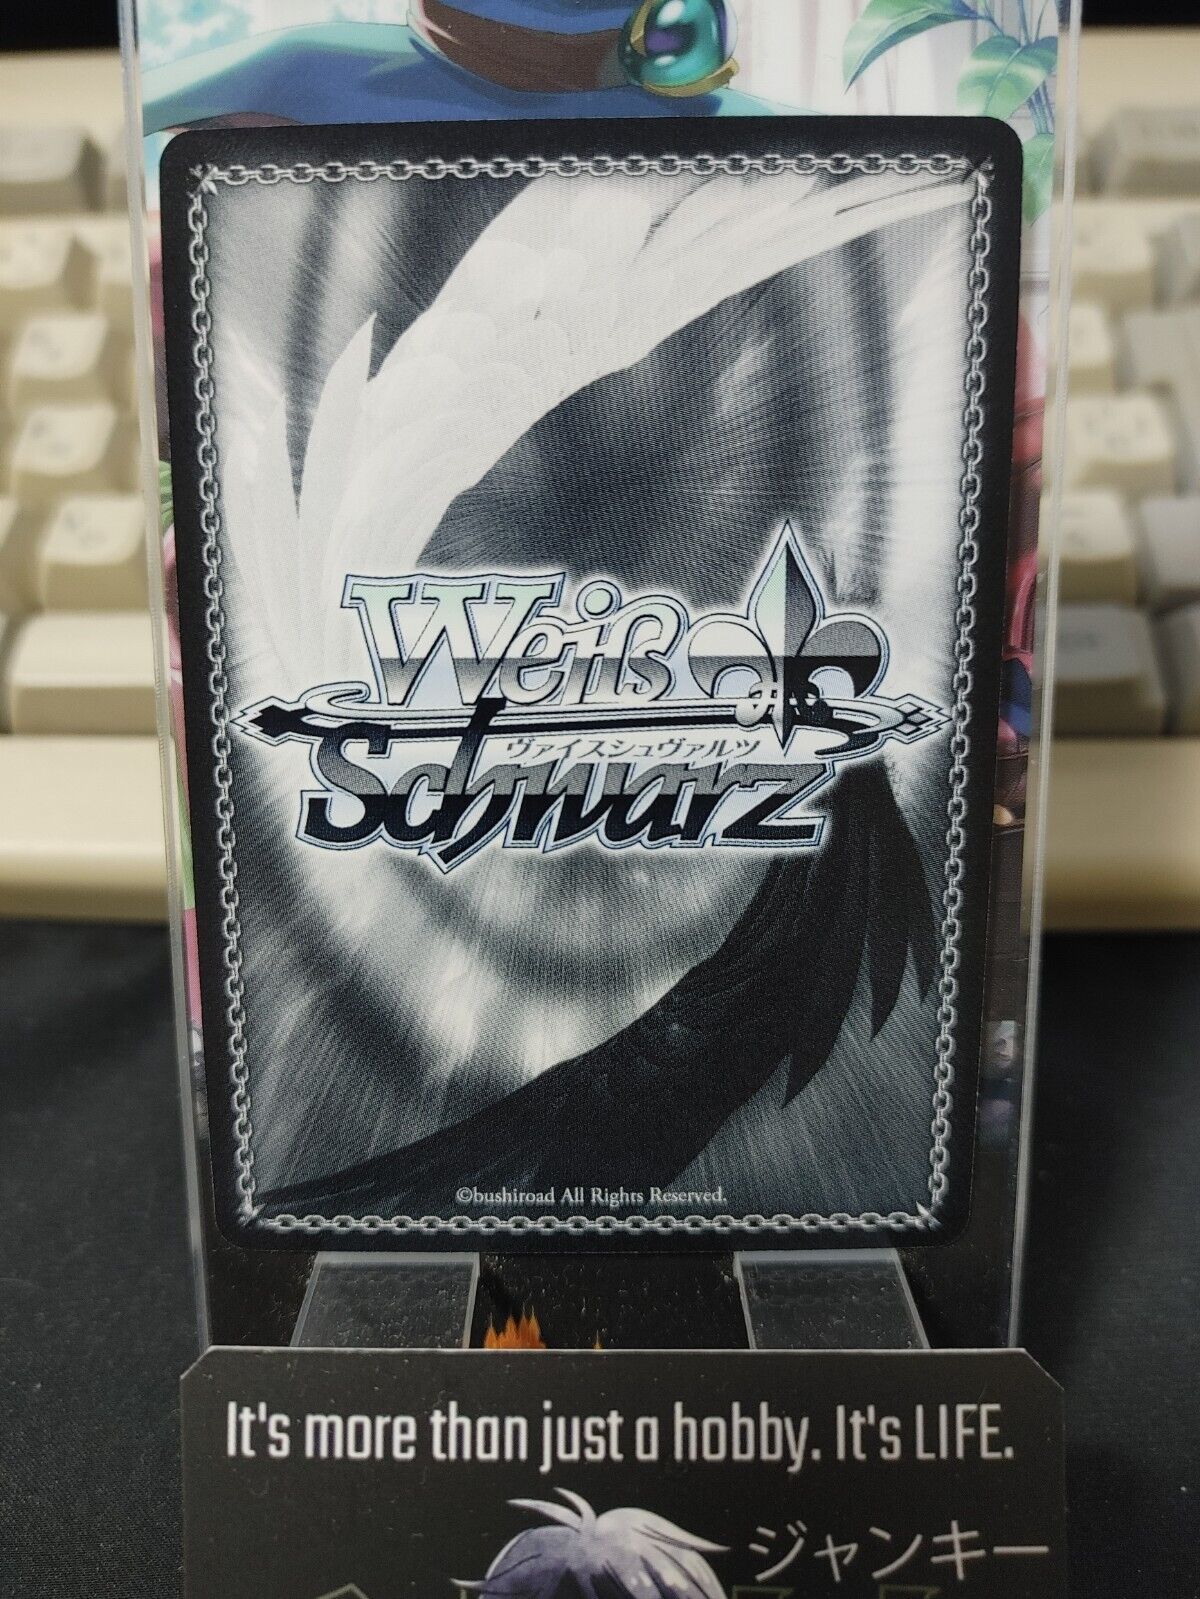 Weiß
Schwarz
ヴァイスシュヴァルツ
©bushiroad All Rights Reserved.
It's more than just a hobby. It's LIFE.
ジャンキー